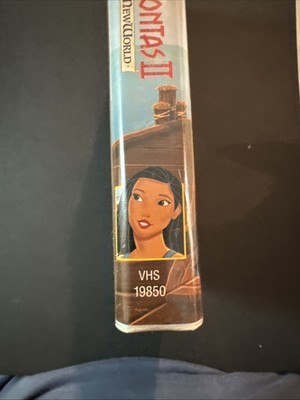 ONTAS II
NEW WORLD
VHS
19850